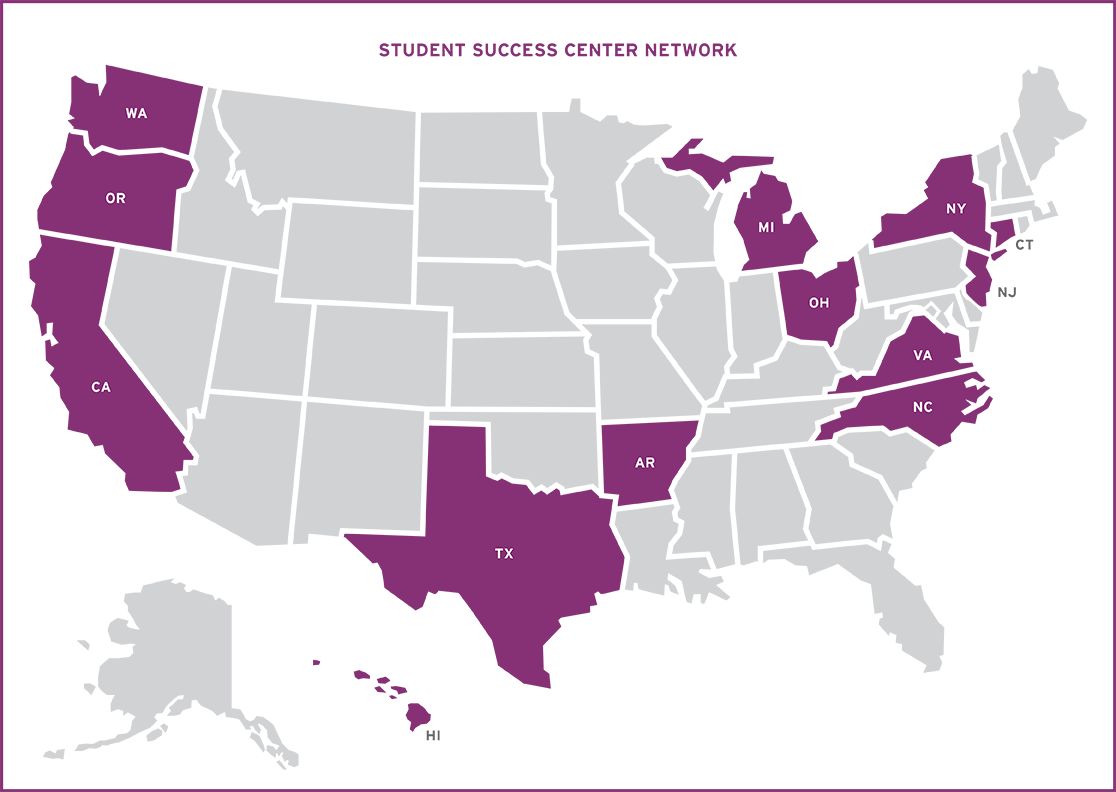 STUDENT SUCCESS CENTER NETWORK
WA
OR
NY
MI
CT
NJ
OH
VA
CA
NC
AR
TX
HI